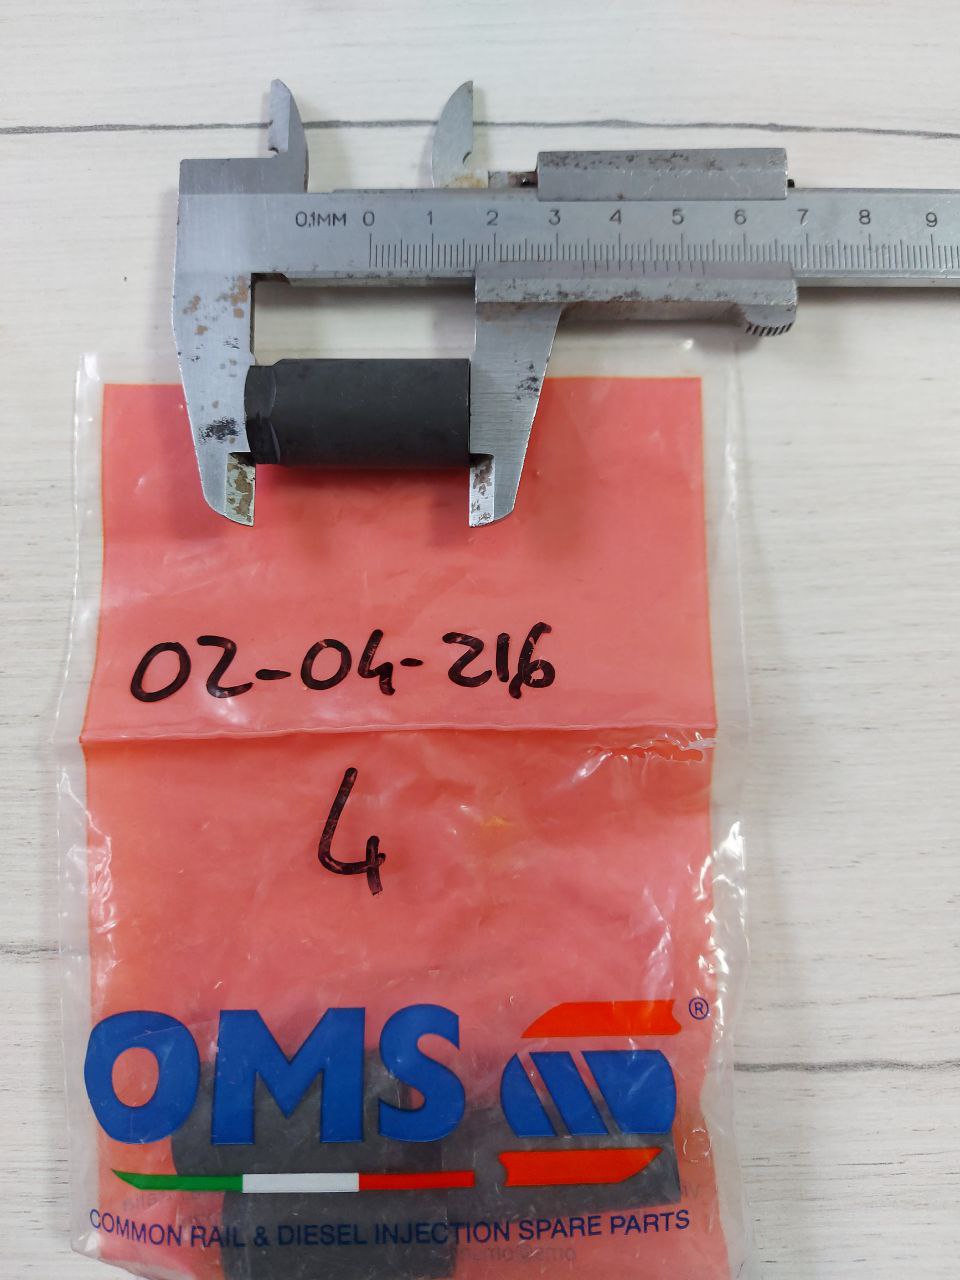 0,1MM 0 1 2 3 4 5 6 7 8 9
02-04-216
4
OMS ®
COMMON RAIL & DIESEL INJECTION SPARE PARTS